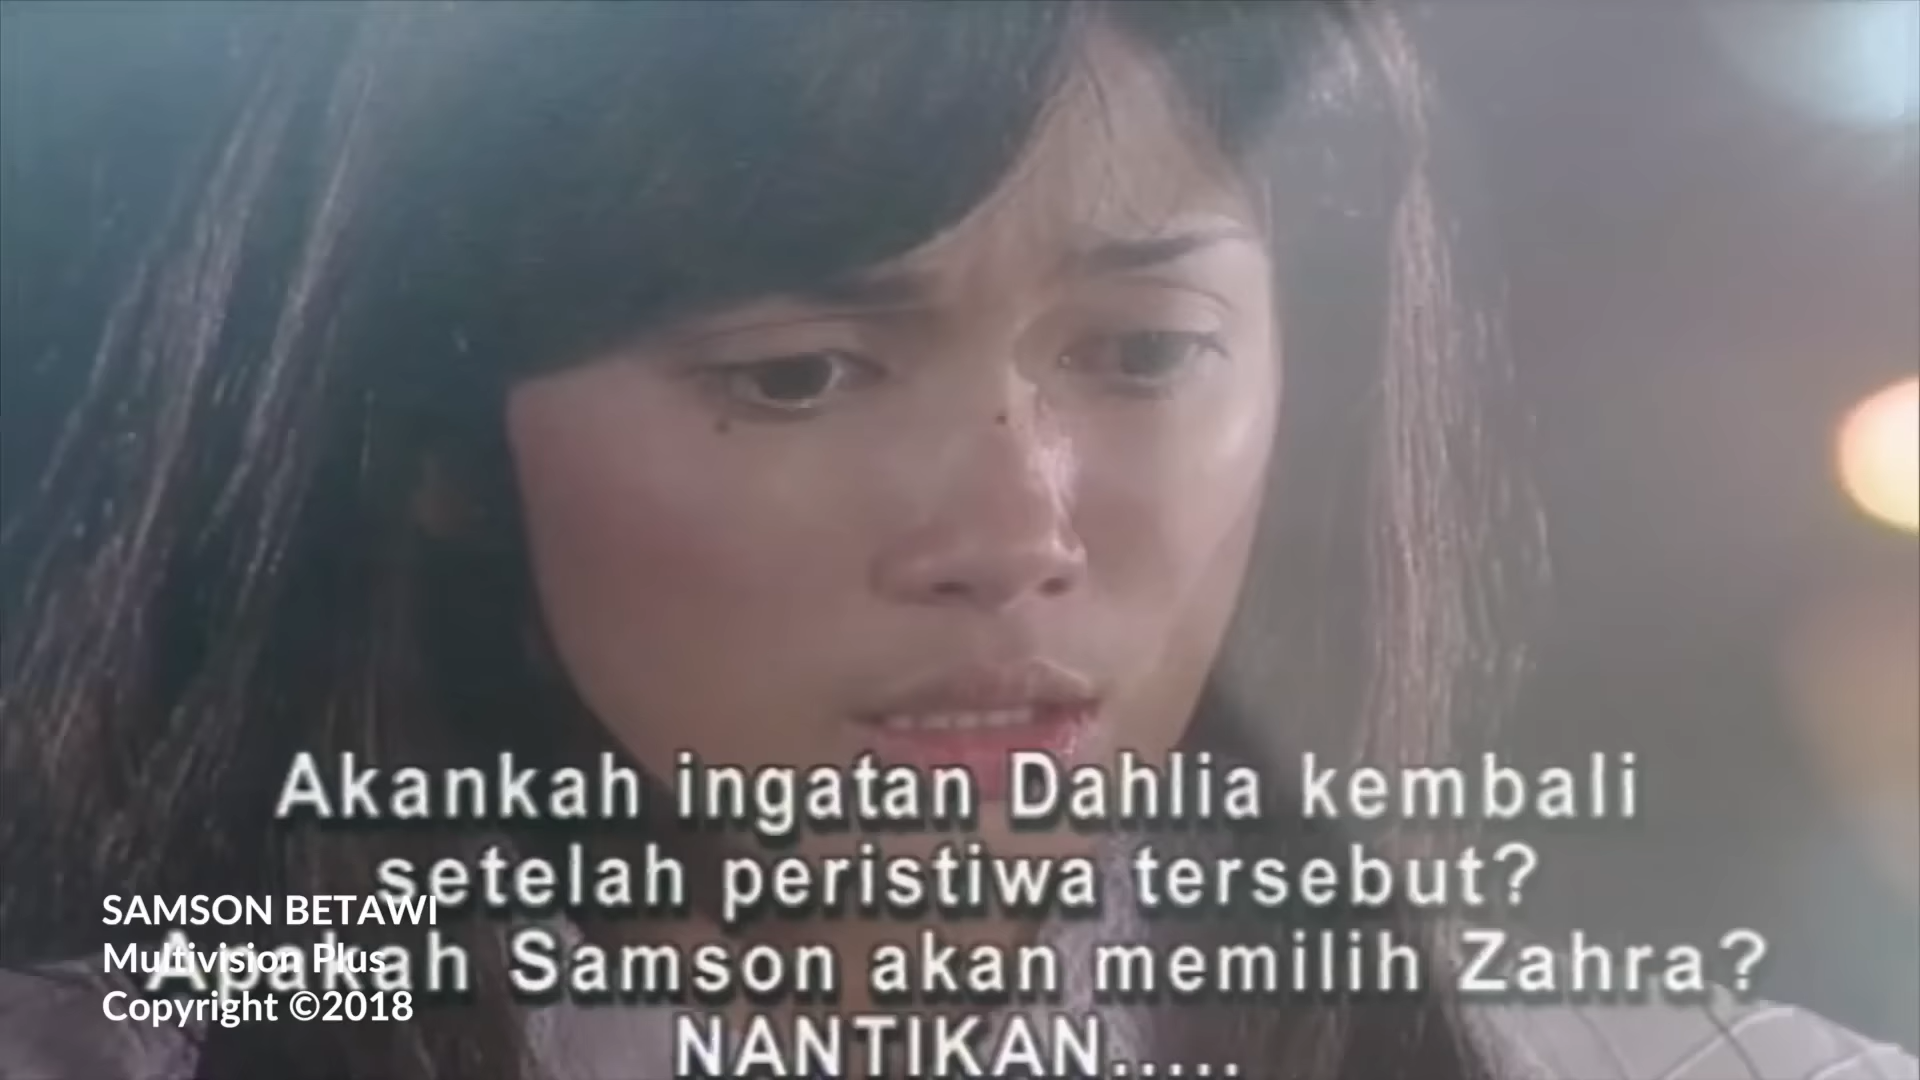 Akankah ingatan Dahlia kembali
setelah peristiwa tersebut?
Apakah Samson akan memilih Zahra?
NANTIKAN.....
SAMSON BETAWI
Multivision Plus
Copyright ©2018